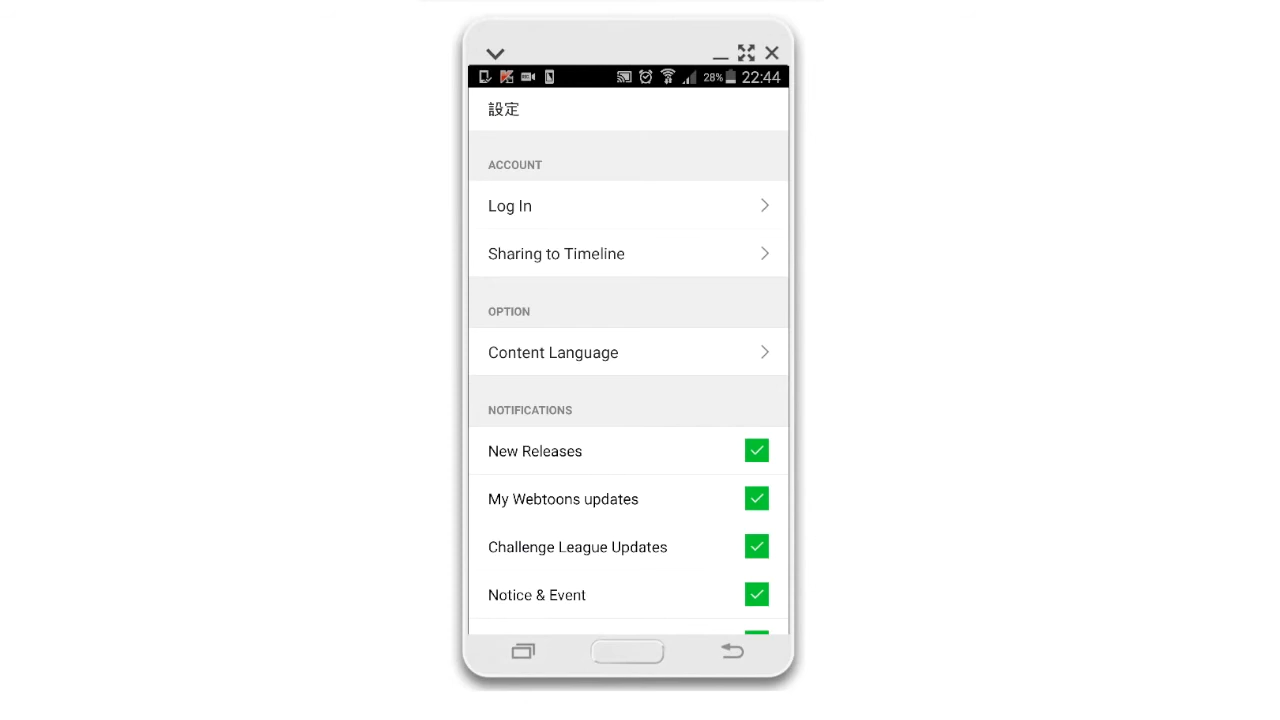 28% 22:44
設定
ACCOUNT
Log In
Sharing to Timeline
OPTION
Content Language
NOTIFICATIONS
New Releases
My Webtoons updates
Challenge League Updates
Notice & Event